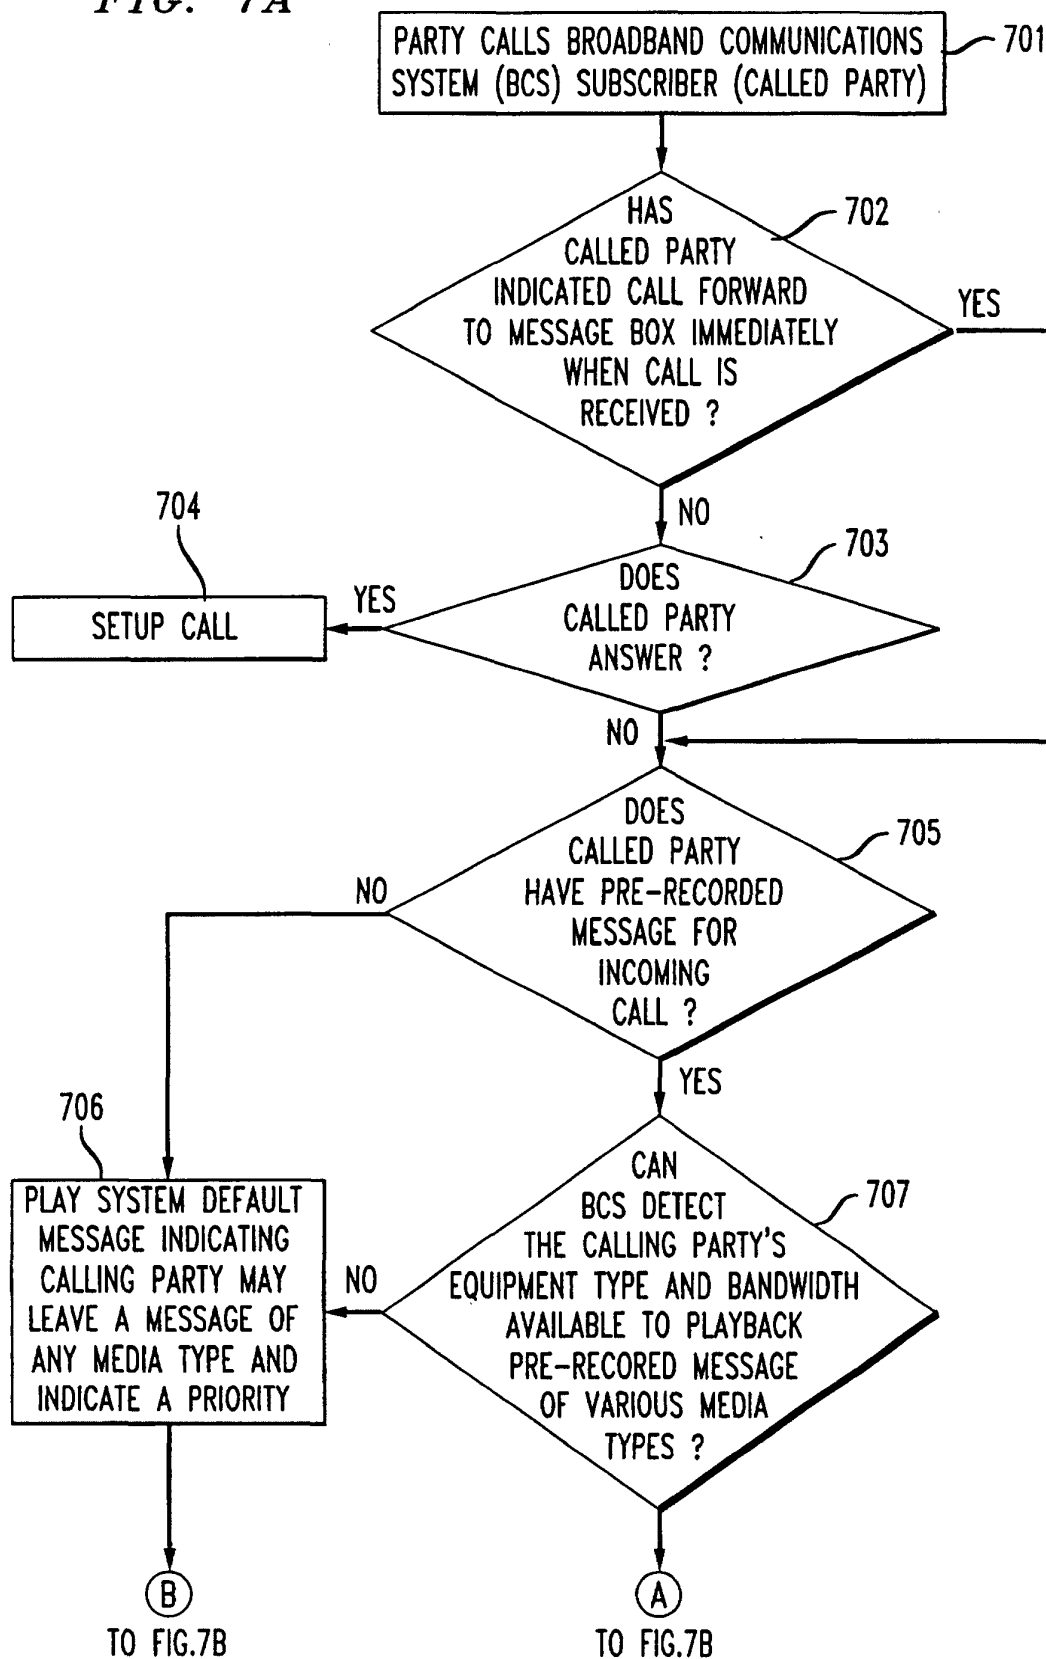 FIG. 7A
PARTY CALLS BROADBAND COMMUNICATIONS
SYSTEM (BCS) SUBSCRIBER (CALLED PARTY)
701
HAS
CALLED PARTY
INDICATED CALL FORWARD
TO MESSAGE BOX IMMEDIATELY
WHEN CALL IS
RECEIVED ?
702
YES
NO
704
SETUP CALL
YES
703
DOES
CALLED PARTY
ANSWER ?
NO
705
DOES
CALLED PARTY
HAVE PRE-RECORDED
MESSAGE FOR
INCOMING
CALL ?
NO
YES
706
PLAY SYSTEM DEFAULT
MESSAGE INDICATING
CALLING PARTY MAY
LEAVE A MESSAGE OF
ANY MEDIA TYPE AND
INDICATE A PRIORITY
NO
707
CAN
BCS DETECT
THE CALLING PARTY'S
EQUIPMENT TYPE AND BANDWIDTH
AVAILABLE TO PLAYBACK
PRE-RECORED MESSAGE
OF VARIOUS MEDIA
TYPES ?
B
TO FIG.7B
A
TO FIG.7B